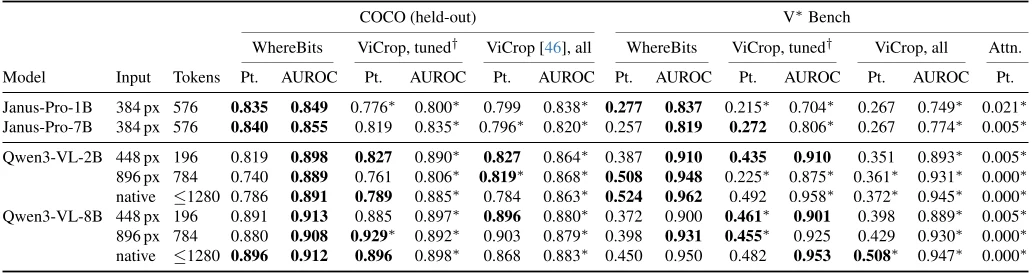 COCO (held-out) V* Bench
WhereBits ViCrop, tuned† ViCrop [46], all WhereBits ViCrop, tuned† ViCrop, all Attn.
Model Input Tokens Pt. AUROC Pt. AUROC Pt. AUROC Pt. AUROC Pt. AUROC Pt. AUROC Pt.
Janus-Pro-1B 384 px 576 0.835 0.849 0.776* 0.800* 0.799 0.838* 0.277 0.837 0.215* 0.704* 0.267 0.749* 0.021*
Janus-Pro-7B 384 px 576 0.840 0.855 0.819 0.835* 0.796* 0.820* 0.257 0.819 0.272 0.806* 0.267 0.774* 0.005*
Qwen3-VL-2B 448 px 196 0.819 0.898 0.827 0.890* 0.827 0.864* 0.387 0.910 0.435 0.910 0.351 0.893* 0.005*
896 px 784 0.740 0.889 0.761 0.806* 0.819* 0.868* 0.508 0.948 0.225* 0.875* 0.361* 0.931* 0.000*
native ≤1280 0.786 0.891 0.789 0.885* 0.784 0.863* 0.524 0.962 0.492 0.958* 0.372* 0.945* 0.000*
Qwen3-VL-8B 448 px 196 0.891 0.913 0.885 0.897* 0.896 0.880* 0.372 0.900 0.461* 0.901 0.398 0.889* 0.005*
896 px 784 0.880 0.908 0.929* 0.892* 0.903 0.879* 0.398 0.931 0.455* 0.925 0.429 0.930* 0.000*
native ≤1280 0.896 0.912 0.896 0.898* 0.868 0.883* 0.450 0.950 0.482 0.953 0.508* 0.947* 0.000*